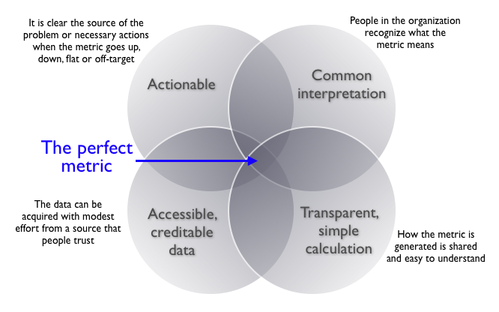 It is clear the source of the
problem or necessary actions
when the metric goes up,
down, flat or off-target
People in the organization
recognize what the
metric means
Actionable
Common
interpretation
The perfect
metric
The data can be
acquired with modest
effort from a source that
people trust
Accessible,
creditable
data
Transparent,
simple
calculation
How the metric is
generated is shared
and easy to understand